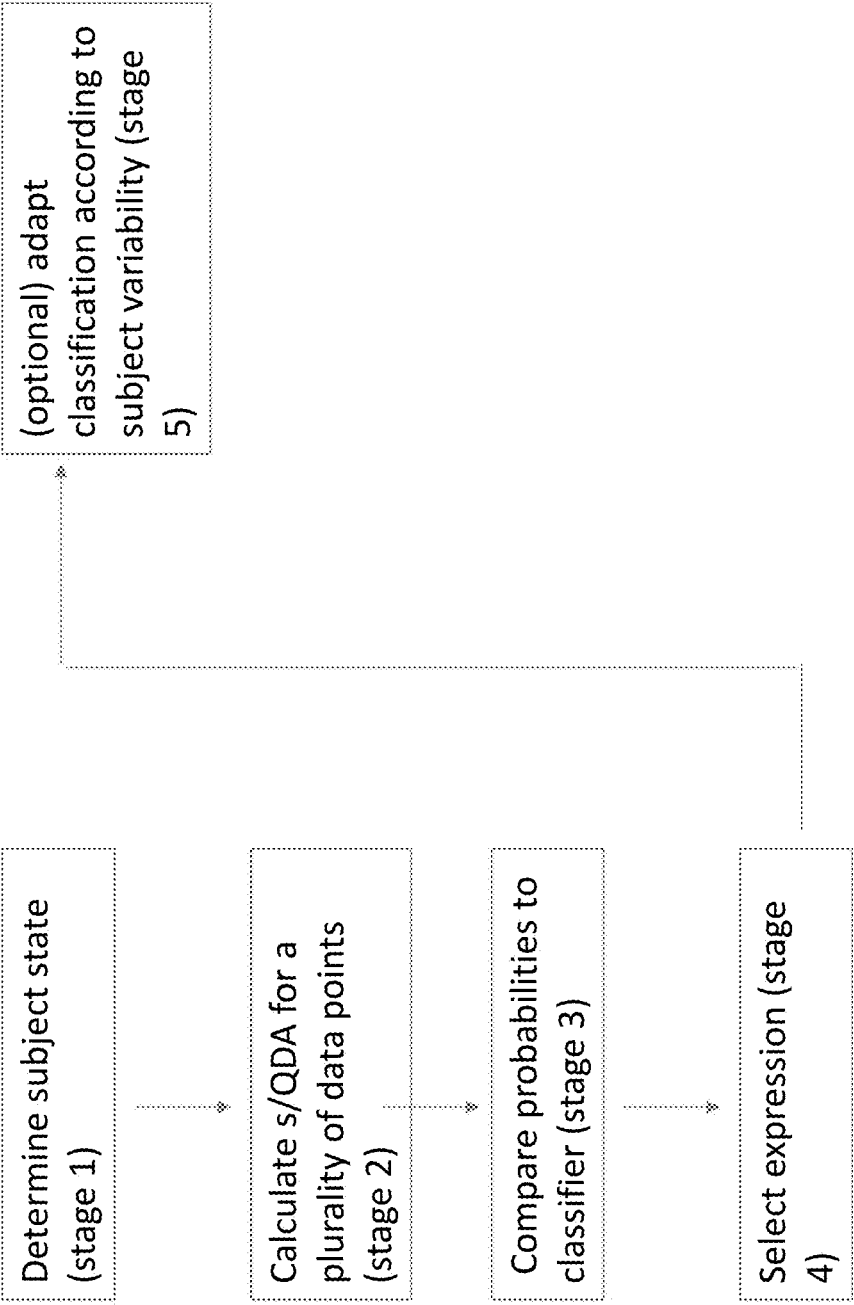 Determine subject state
(stage 1)
Calculate s/QDA for a
plurality of data points
(stage 2)
Compare probabilities to
classifier (stage 3)
Select expression (stage
4)
(optional) adapt
classification according to
subject variability (stage
5)